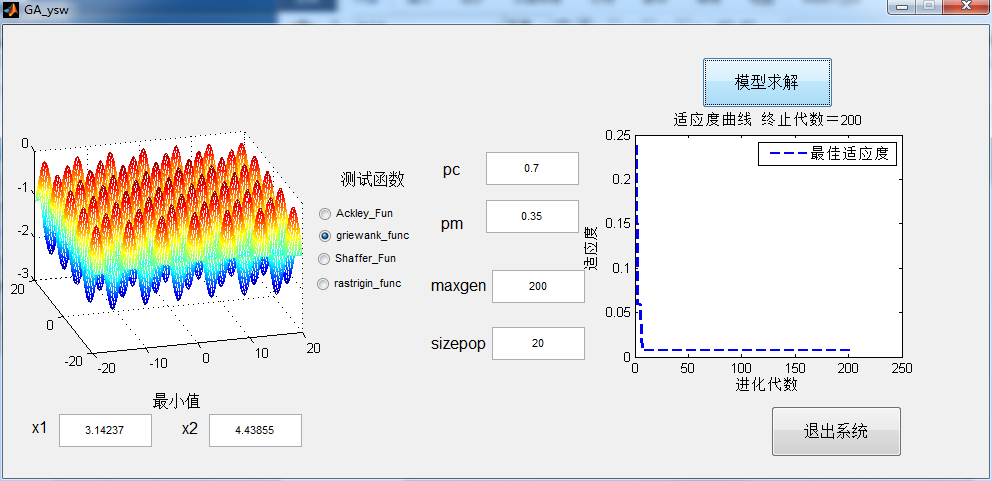 GA_ysw
模型求解
适应度曲线 终止代数=200
测试函数
Ackley_Fun
griewank_func
Shaffer_Fun
rastrigin_func
pc 0.7
pm 0.35
maxgen 200
sizepop 20
0
-1
-2
-3
20
0
-20
-20 -10 0 10 20
最小值
x1 3.14237 x2 4.43855
最佳适应度
适应度
0.25
0.2
0.15
0.1
0.05
0
0 50 100 150 200 250
进化代数
退出系统